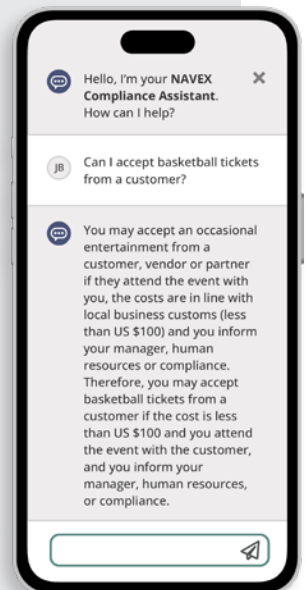 Hello, I'm your NAVEX
Compliance Assistant.
How can I help?
JB
Can I accept basketball tickets
from a customer?
You may accept an occasional
entertainment from a
customer, vendor or partner
if they attend the event with
you, the costs are in line with
local business customs (less
than US $100) and you inform
your manager, human
resources or compliance.
Therefore, you may accept
basketball tickets from a
customer if the cost is less
than US $100 and you attend
the event with the customer,
and you inform your
manager, human resources,
or compliance.